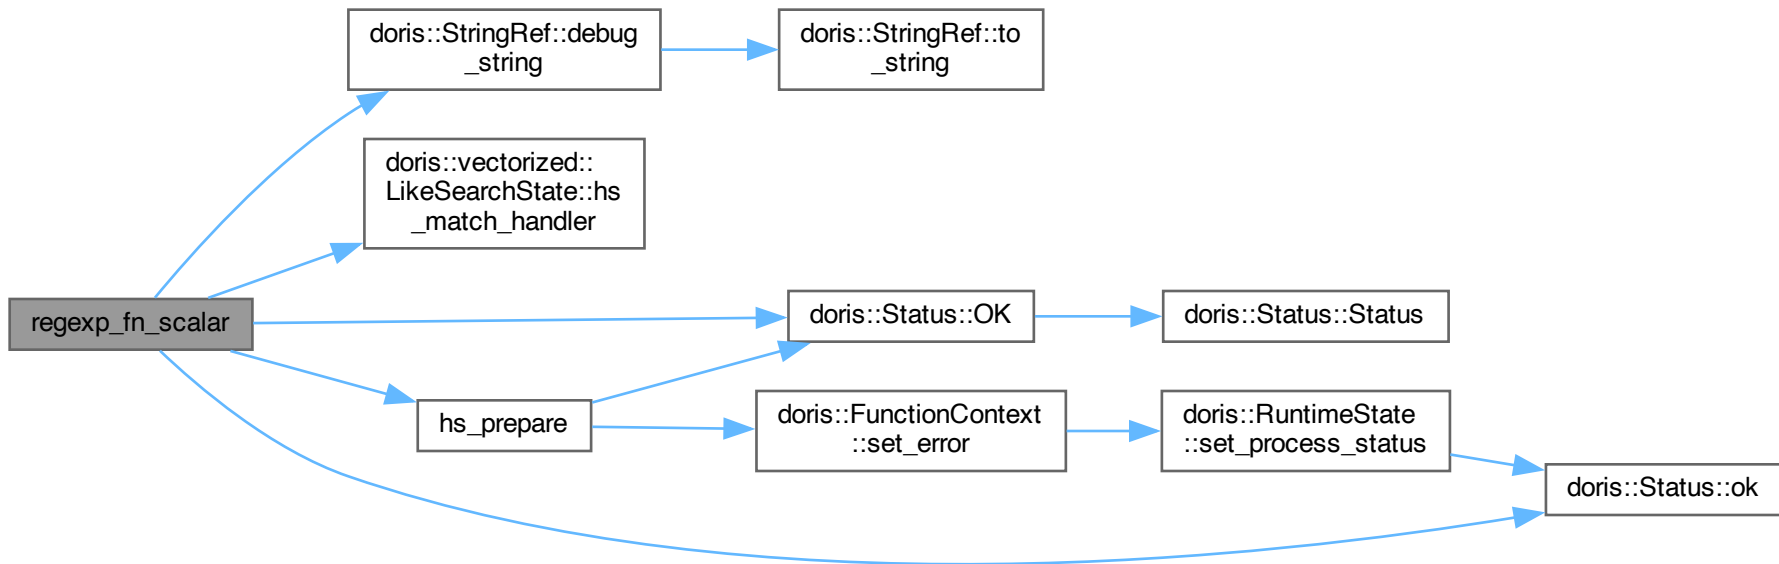 doris::StringRef::debug
_string
doris::StringRef::to
_string
doris::vectorized::
LikeSearchState::hs
_match_handler
regexp_fn_scalar
doris::Status::OK
doris::Status::Status
hs_prepare
doris::FunctionContext
::set_error
doris::RuntimeState
::set_process_status
doris::Status::ok